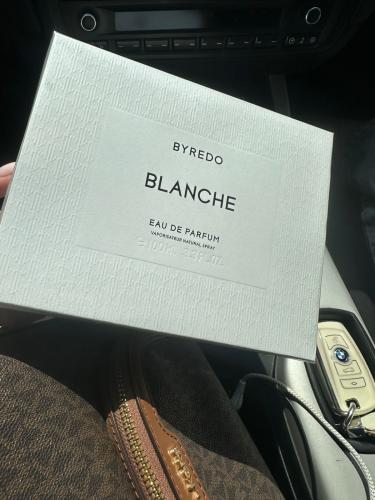 BYREDO
BLANCHE
EAU DE PARFUM
VAPORISATEUR NATURAL SPRAY